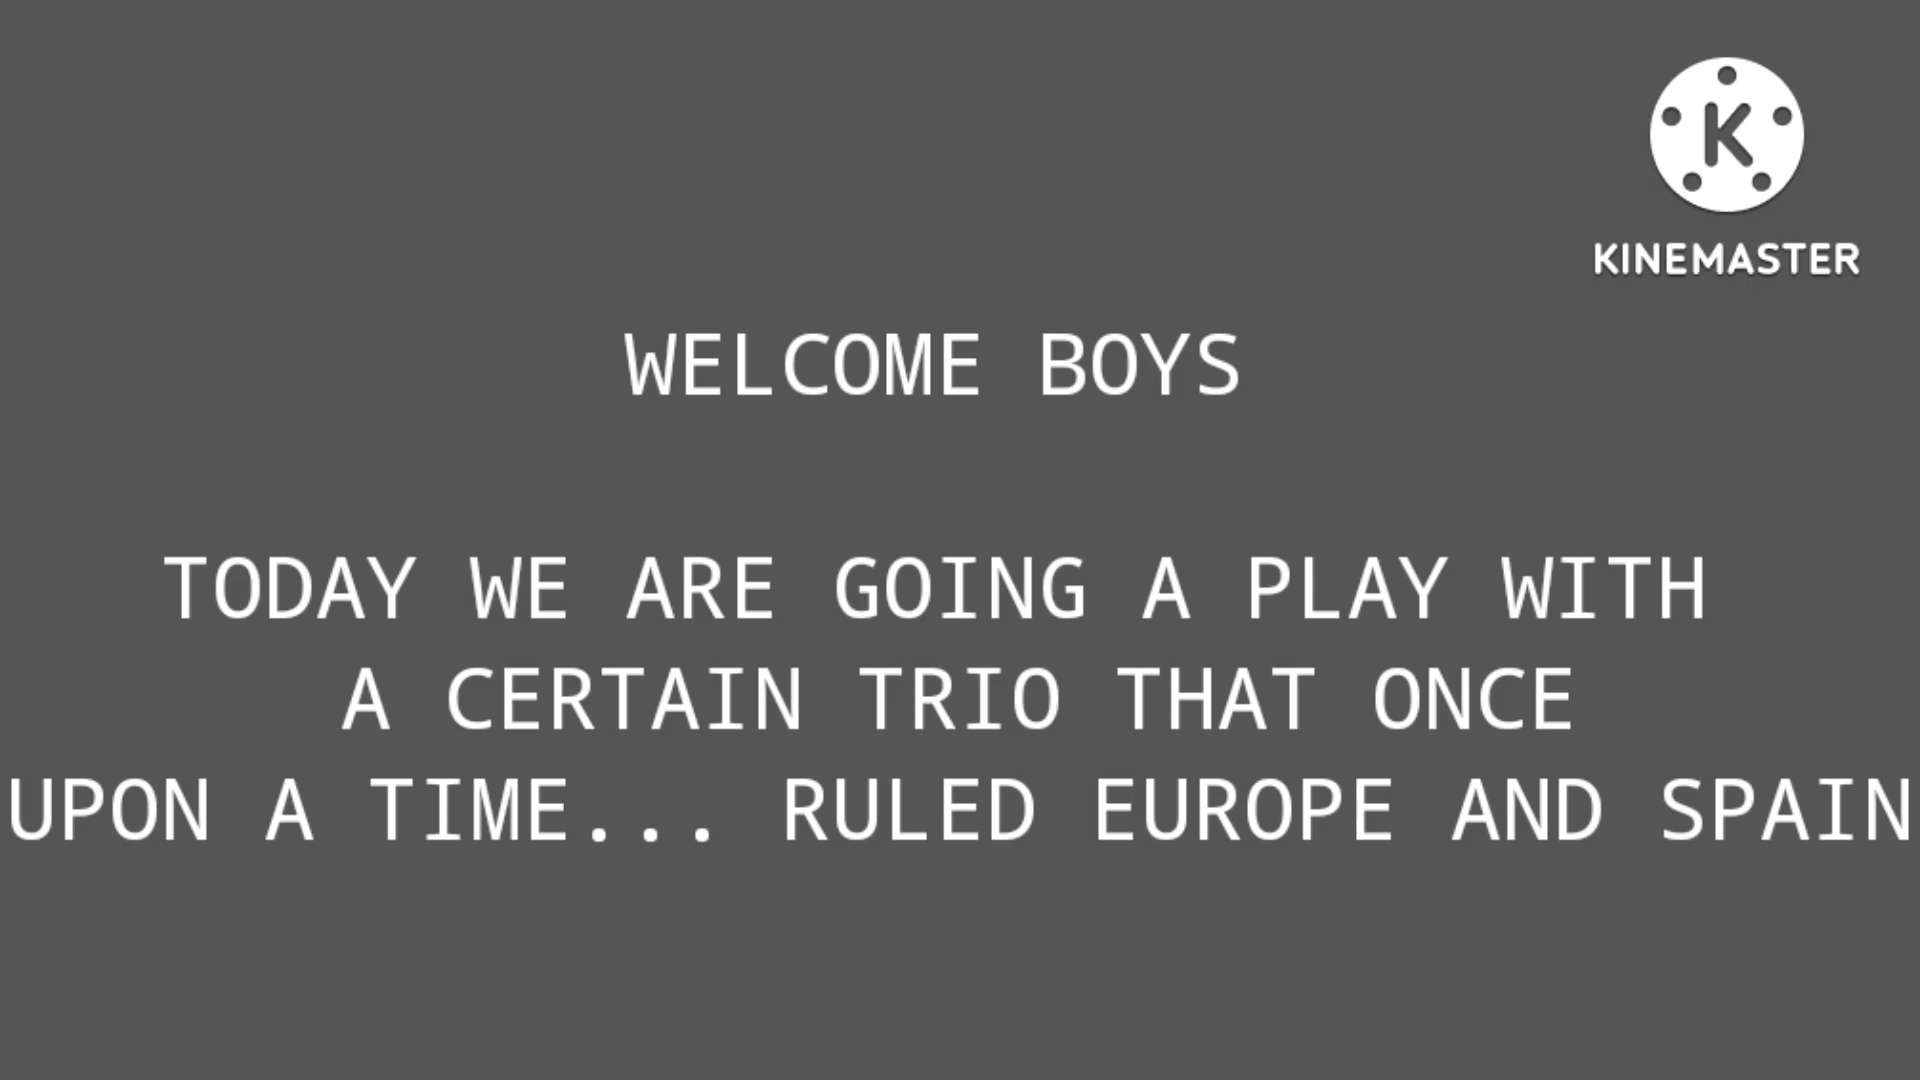 K
KINEMASTER
WELCOME BOYS
TODAY WE ARE GOING A PLAY WITH
A CERTAIN TRIO THAT ONCE
UPON A TIME... RULED EUROPE AND SPAIN